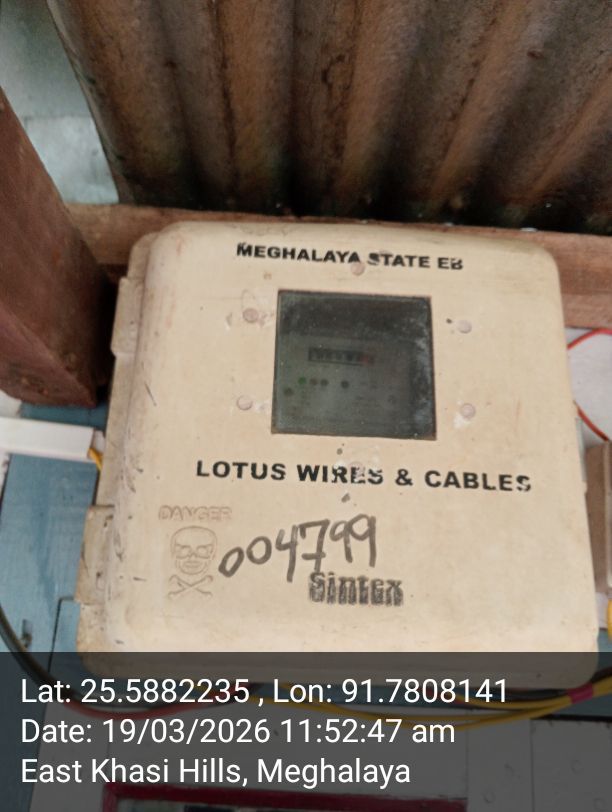 MEGHALAYA STATE EB
LOTUS WIRES & CABLES
DANGER
004799
Sintex
Lat: 25.5882235 , Lon: 91.7808141
Date: 19/03/2026 11:52:47 am
East Khasi Hills, Meghalaya